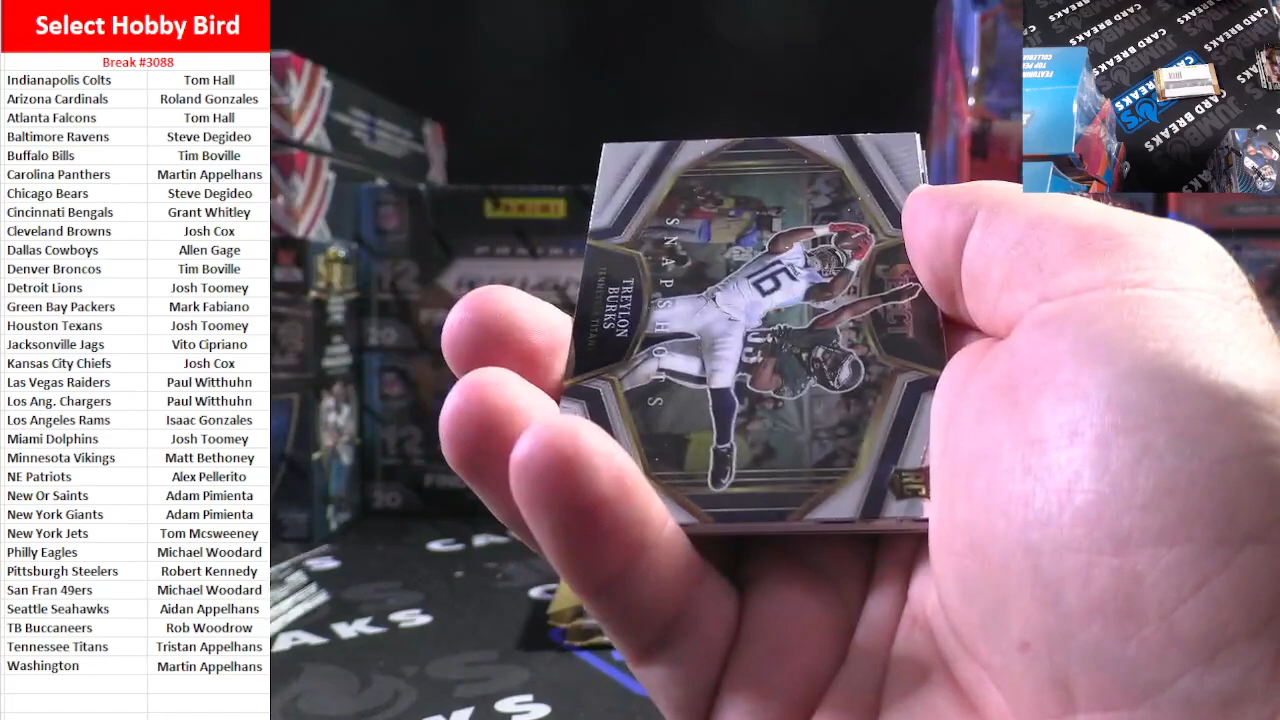 Select Hobby Bird
Break #3088
Indianapolis Colts Tom Hall
Arizona Cardinals Roland Gonzales
Atlanta Falcons Tom Hall
Baltimore Ravens Steve Degideo
Buffalo Bills Tim Boville
Carolina Panthers Martin Appelhans
Chicago Bears Steve Degideo
Cincinnati Bengals Grant Whitley
Cleveland Browns Josh Cox
Dallas Cowboys Allen Gage
Denver Broncos Tim Boville
Detroit Lions Josh Toomey
Green Bay Packers Mark Fabiano
Houston Texans Josh Toomey
Jacksonville Jags Vito Cipriano
Kansas City Chiefs Josh Cox
Las Vegas Raiders Paul Witthuhn
Los Ang. Chargers Paul Witthuhn
Los Angeles Rams Isaac Gonzales
Miami Dolphins Josh Toomey
Minnesota Vikings Matt Bethoney
NE Patriots Alex Pellerito
New Or Saints Adam Pimienta
New York Giants Adam Pimienta
New York Jets Tom Mcsweeney
Philly Eagles Michael Woodard
Pittsburgh Steelers Robert Kennedy
San Fran 49ers Michael Woodard
Seattle Seahawks Aidan Appelhans
TB Buccaneers Rob Woodrow
Tennessee Titans Tristan Appelhans
Washington Martin Appelhans
SNAPSHOTS
TREYLON
BURKS
16
RC
PANINI
CARD BREAKS
JUMBO'S
CARD BREAKS